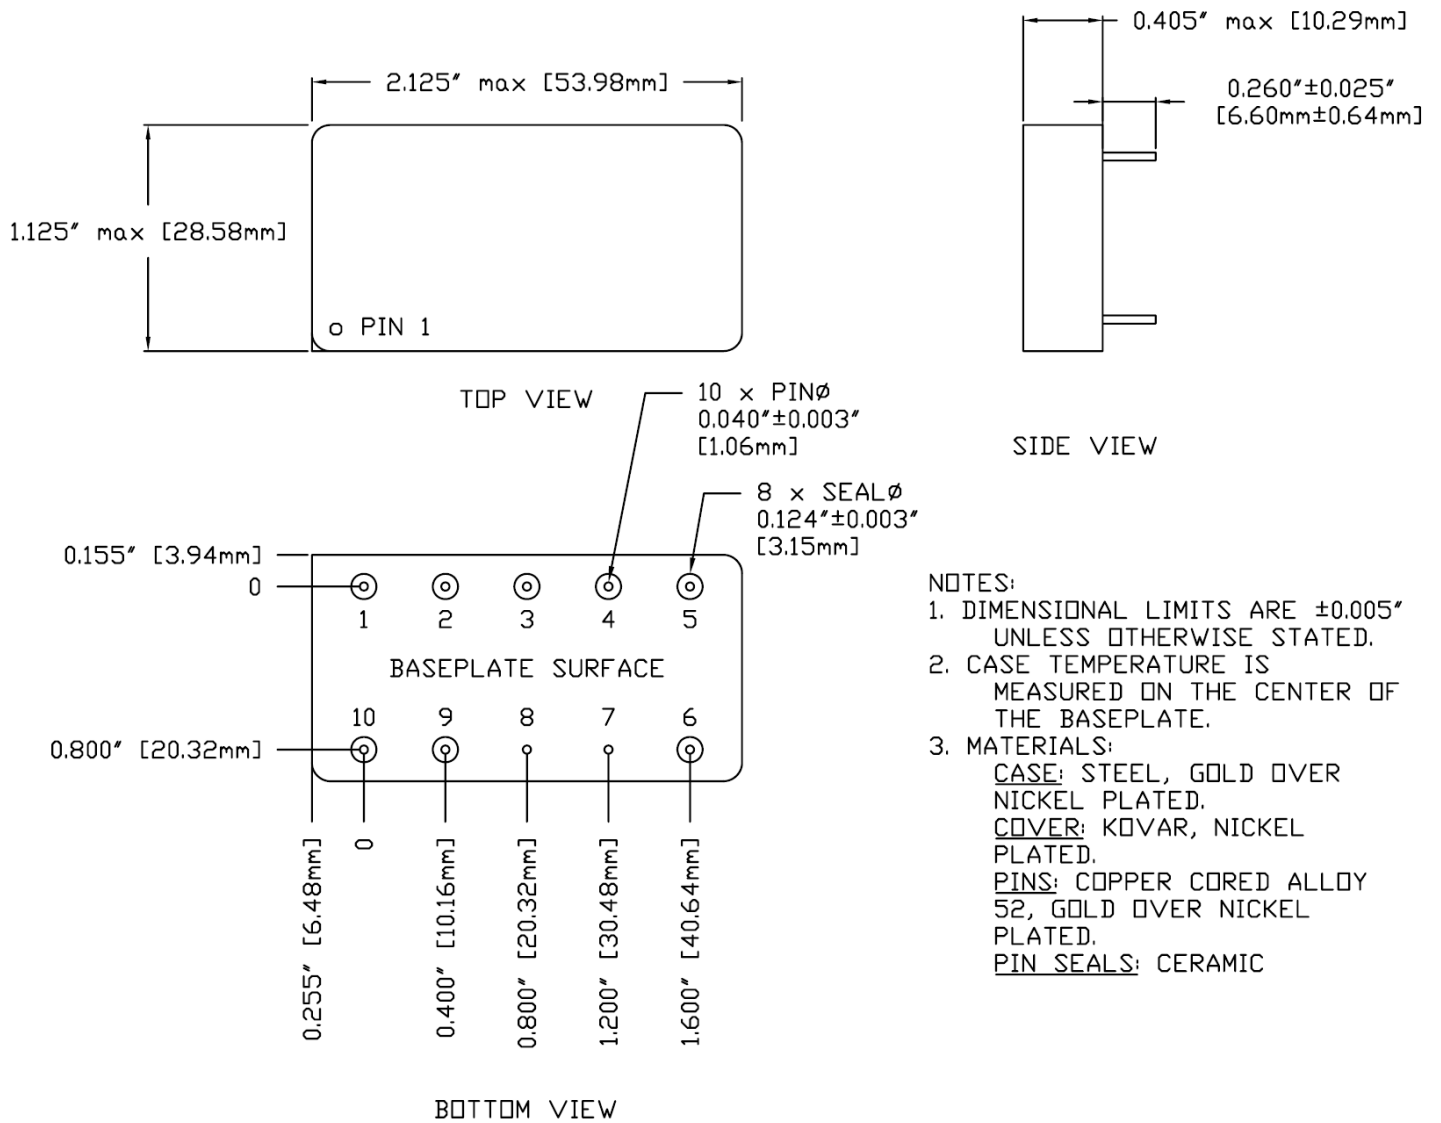 0.405" max [10.29mm]
2.125" max [53.98mm]
0.260"±0.025"
[6.60mm±0.64mm]
1.125" max [28.58mm]
PIN 1
TOP VIEW
10 x PINØ
0.040"±0.003"
[1.06mm]
SIDE VIEW
8 x SEALØ
0.124"±0.003"
[3.15mm]
0.155" [3.94mm]
0
1 2 3 4 5
BASEPLATE SURFACE
10 9 8 7 6
0.800" [20.32mm]
0.255" [6.48mm]
0
0.400" [10.16mm]
0.800" [20.32mm]
1.200" [30.48mm]
1.600" [40.64mm]
BOTTOM VIEW
NOTES:
1. DIMENSIONAL LIMITS ARE ±0.005"
UNLESS OTHERWISE STATED.
2. CASE TEMPERATURE IS
MEASURED ON THE CENTER OF
THE BASEPLATE.
3. MATERIALS:
CASE: STEEL, GOLD OVER
NICKEL PLATED.
COVER: KOVAR, NICKEL
PLATED.
PINS: COPPER CORED ALLOY
52, GOLD OVER NICKEL
PLATED.
PIN SEALS: CERAMIC